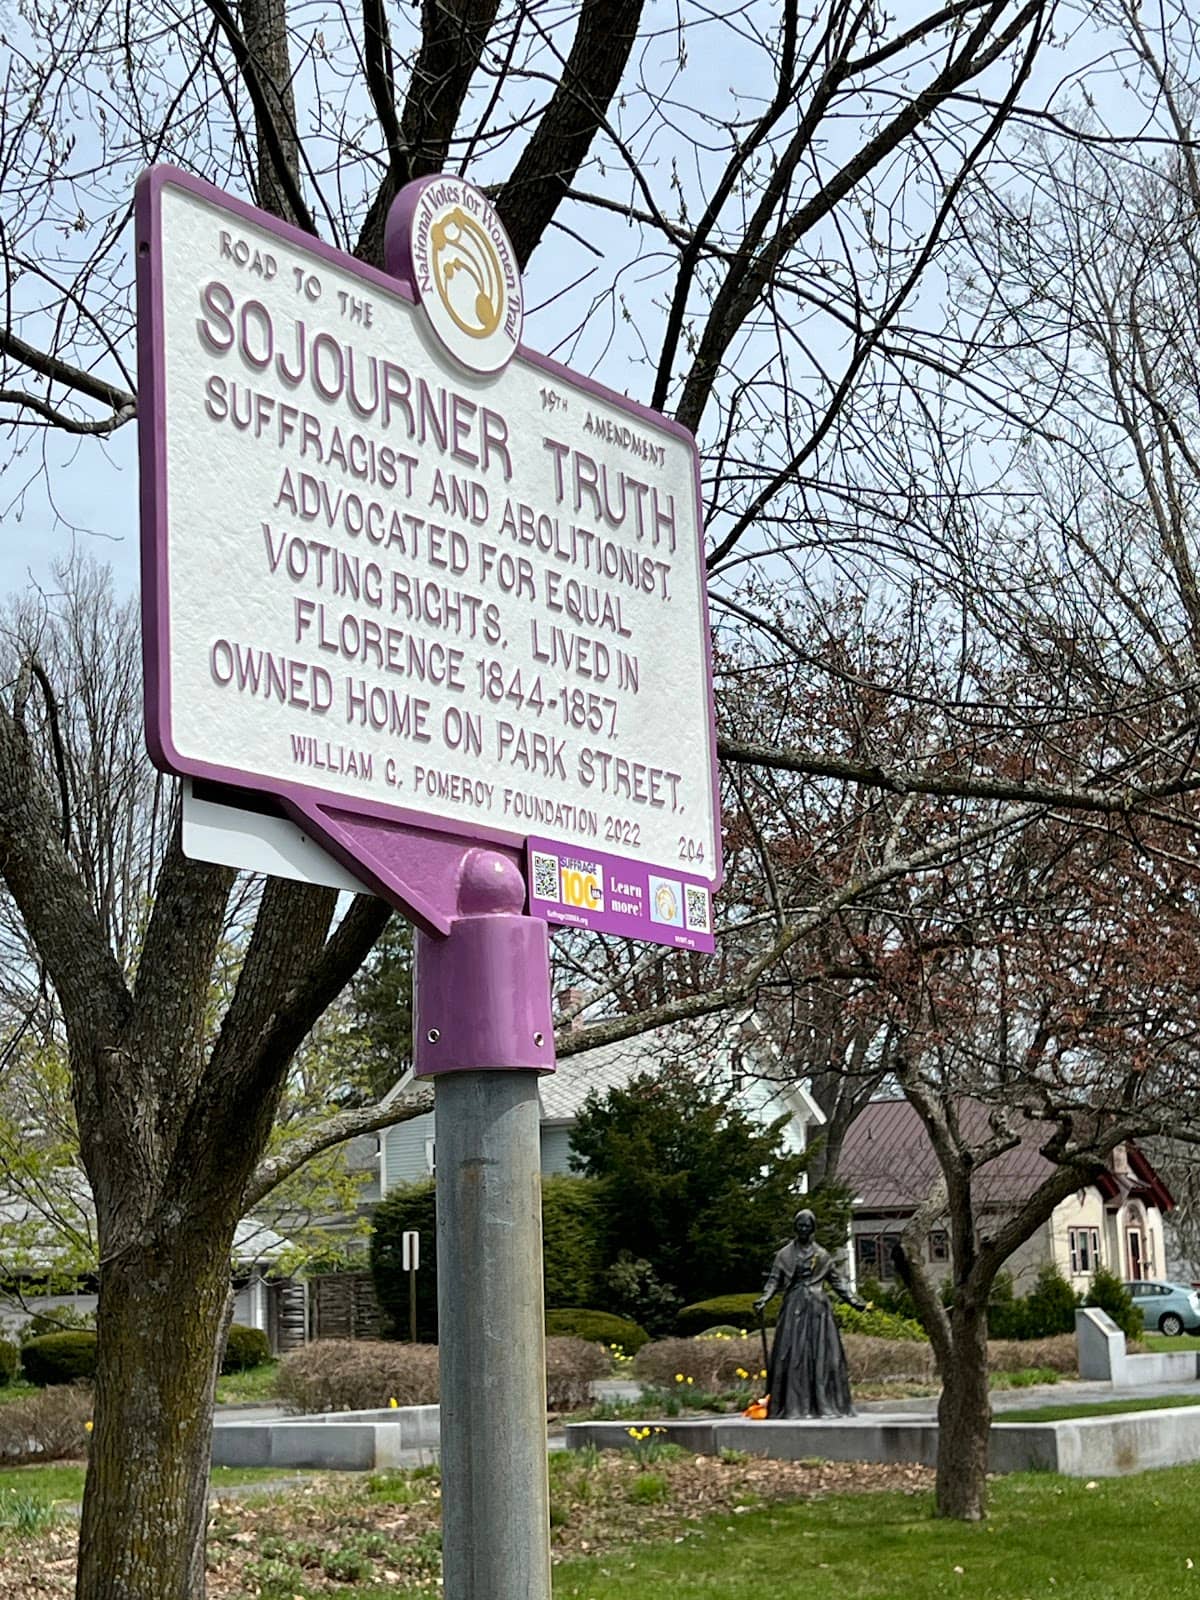 National Votes for Women Trail
ROAD TO THE 19TH AMENDMENT
SOJOURNER TRUTH
SUFFRAGIST AND ABOLITIONIST.
ADVOCATED FOR EQUAL
VOTING RIGHTS. LIVED IN
FLORENCE 1844-1857.
OWNED HOME ON PARK STREET.
WILLIAM G. POMEROY FOUNDATION 2022 204
SUFFRAGE
100
Learn
more!